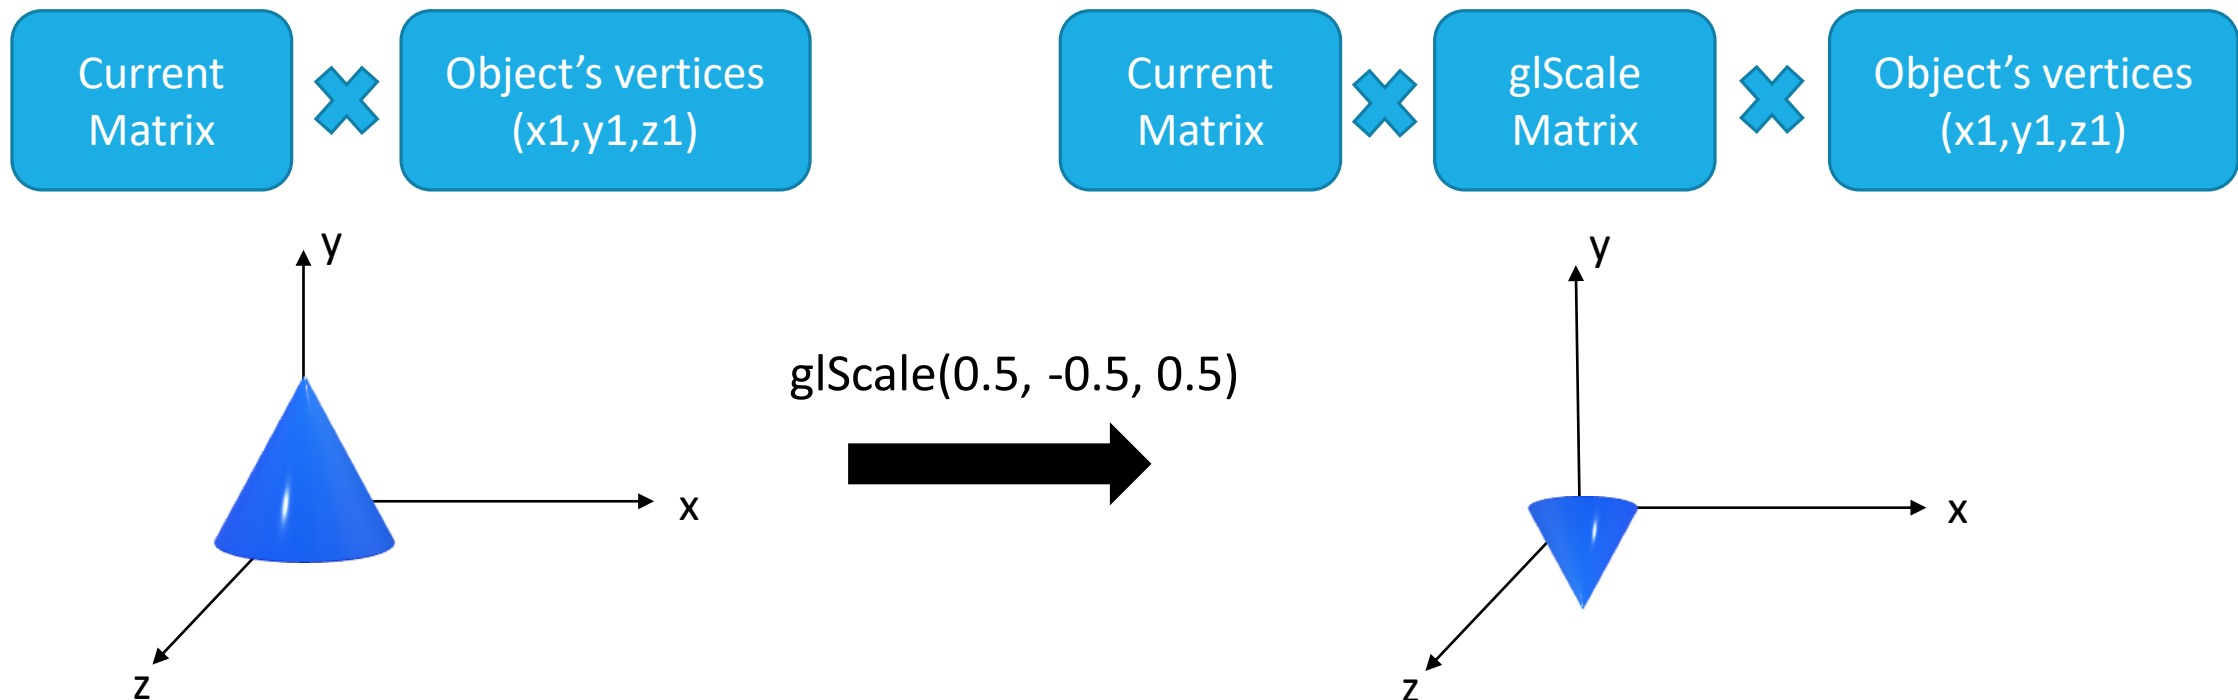 Current
Matrix
Object’s vertices
(x1,y1,z1)
Current
Matrix
glScale
Matrix
Object’s vertices
(x1,y1,z1)
y
x
z
glScale(0.5, -0.5, 0.5)
y
x
z